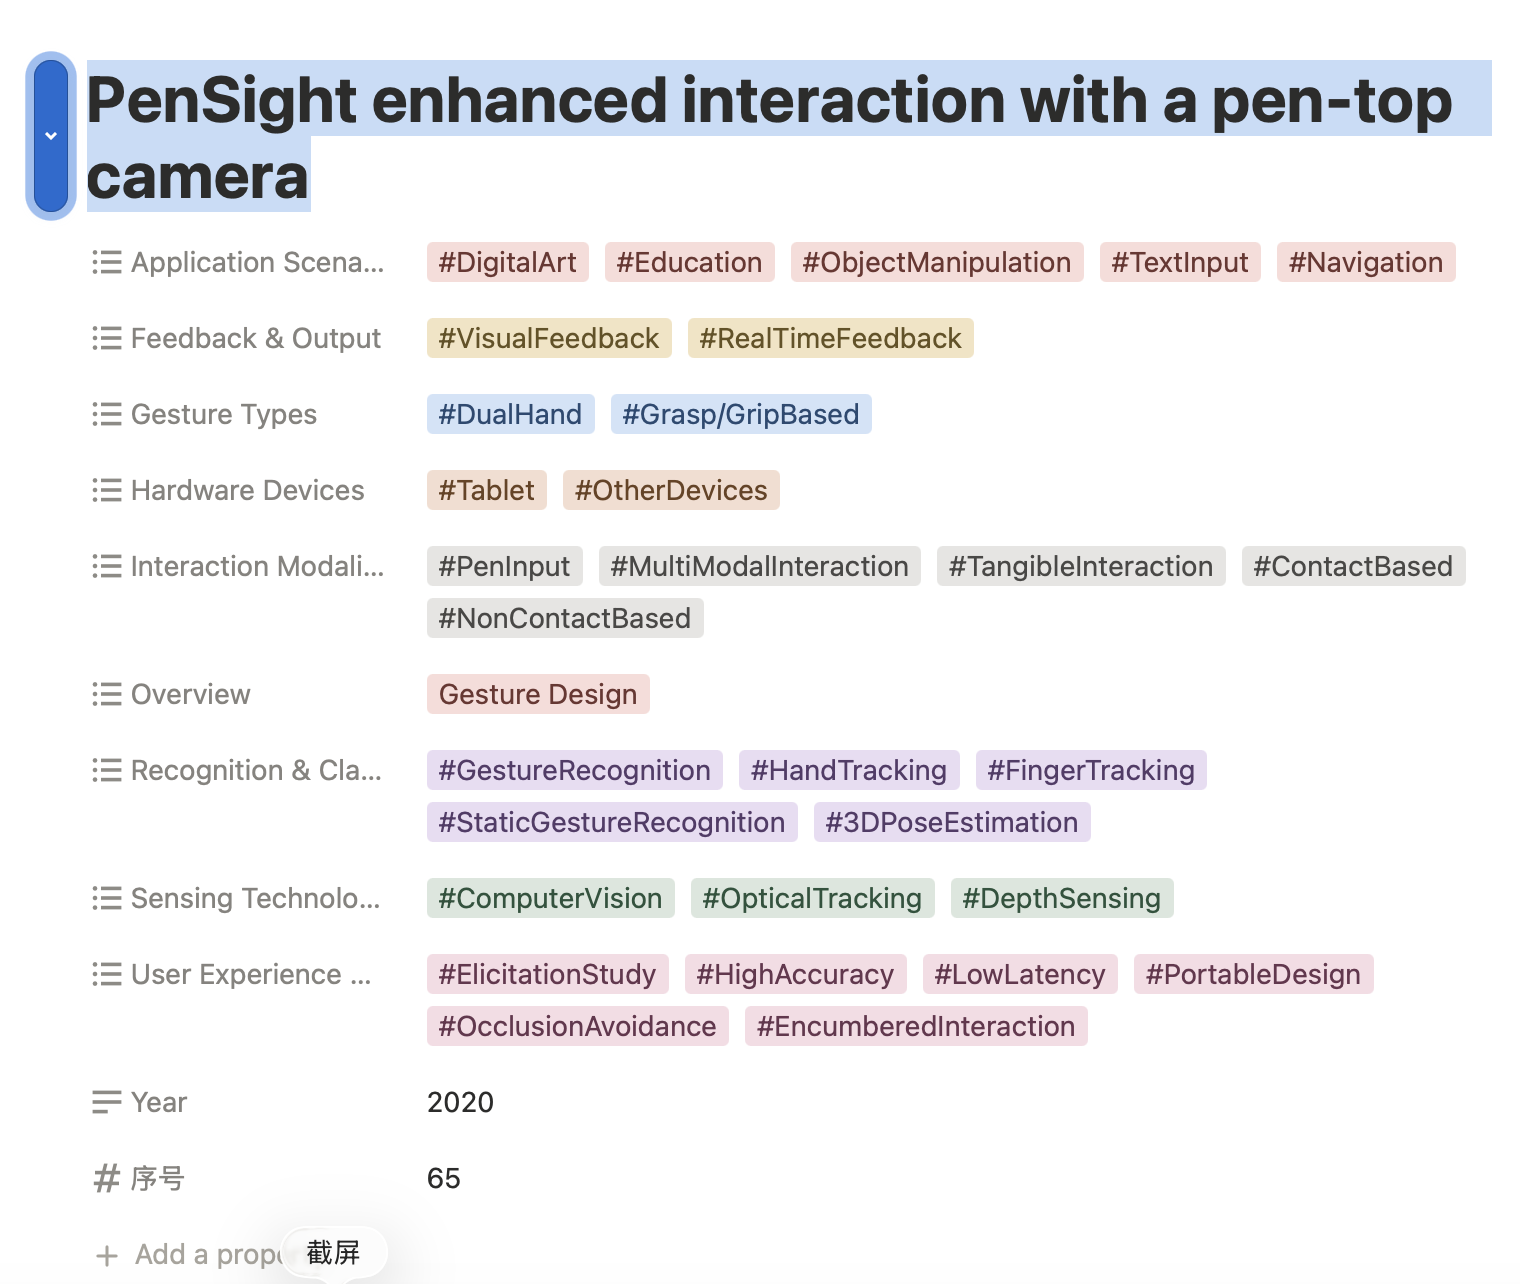 PenSight enhanced interaction with a pen-top
camera
Application Scena... #DigitalArt #Education #ObjectManipulation #TextInput #Navigation
Feedback & Output #VisualFeedback #RealTimeFeedback
Gesture Types #DualHand #Grasp/GripBased
Hardware Devices #Tablet #OtherDevices
Interaction Modali... #PenInput #MultiModalInteraction #TangibleInteraction #ContactBased
#NonContactBased
Overview Gesture Design
Recognition & Cla... #GestureRecognition #HandTracking #FingerTracking
#StaticGestureRecognition #3DPoseEstimation
Sensing Technolo... #ComputerVision #OpticalTracking #DepthSensing
User Experience ... #ElicitationStudy #HighAccuracy #LowLatency #PortableDesign
#OcclusionAvoidance #EncumberedInteraction
Year 2020
序号 65
Add a prope
截屏